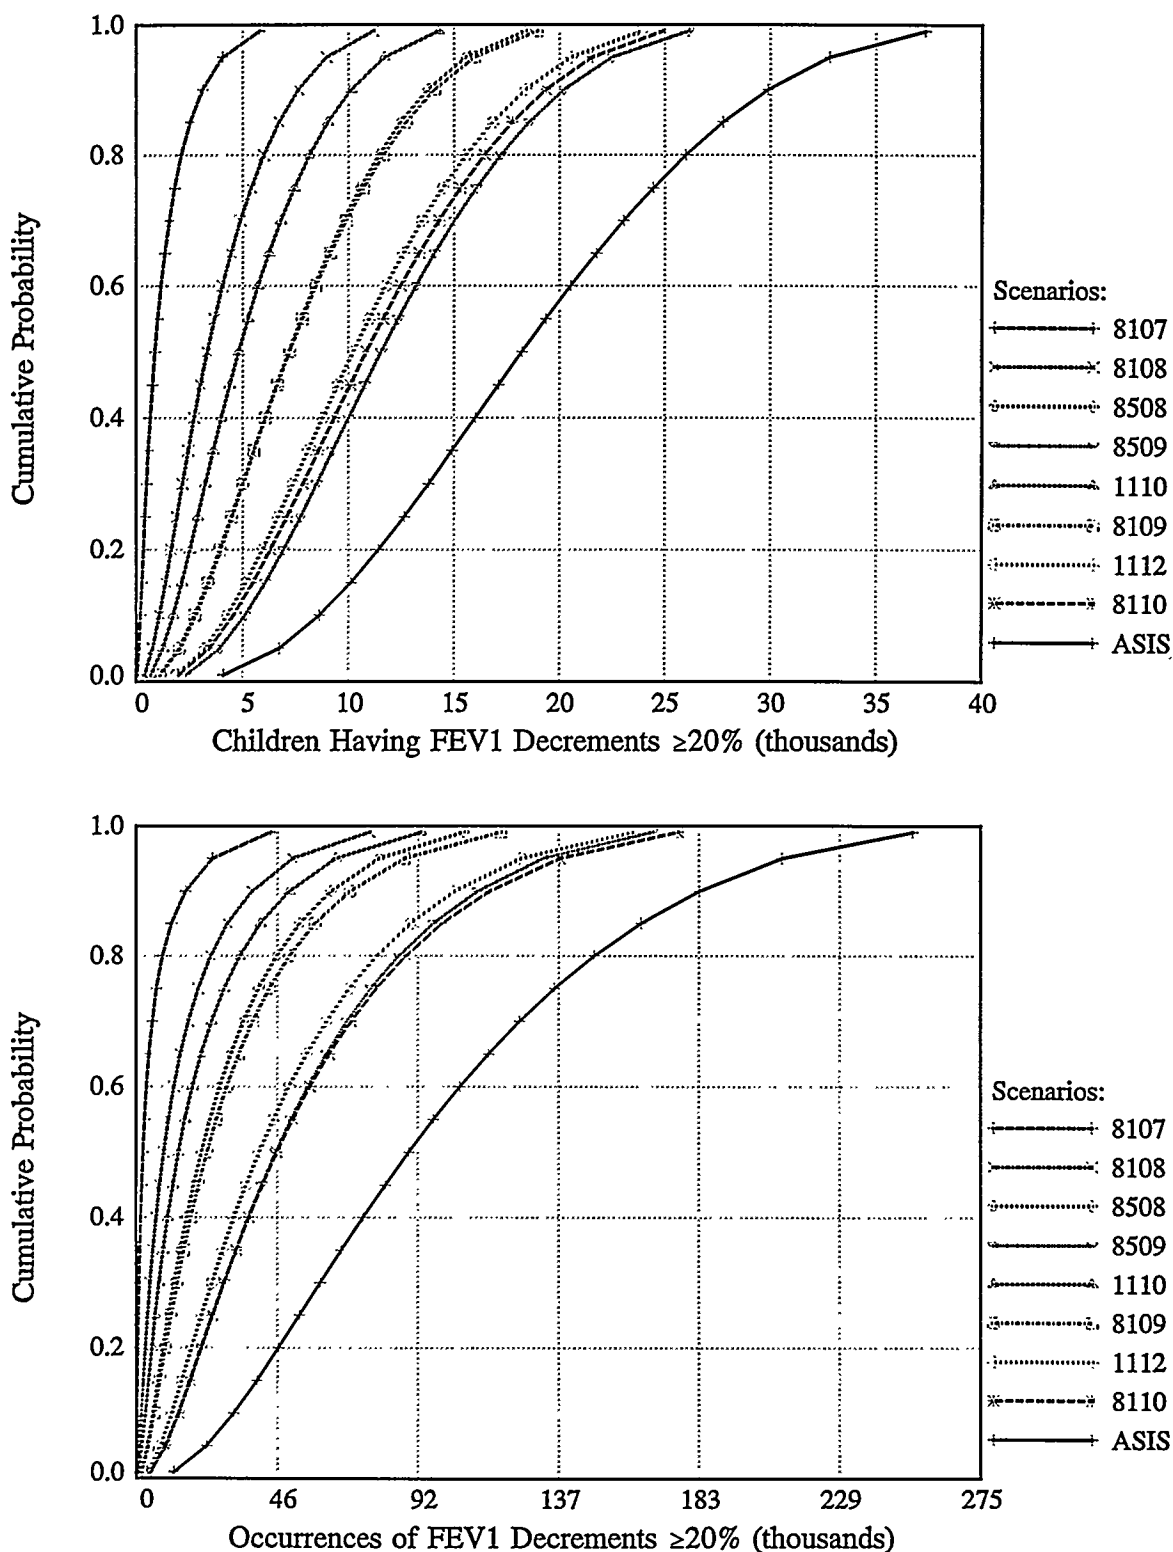 1.0
0.8
0.6
0.4
0.2
0.0
Cumulative Probability
0 5 10 15 20 25 30 35 40
Children Having FEV1 Decrements ≥20% (thousands)
Scenarios:
8107
8108
8508
8509
1110
8109
1112
8110
ASIS
1.0
0.8
0.6
0.4
0.2
0.0
Cumulative Probability
0 46 92 137 183 229 275
Occurrences of FEV1 Decrements ≥20% (thousands)
Scenarios:
8107
8108
8508
8509
1110
8109
1112
8110
ASIS